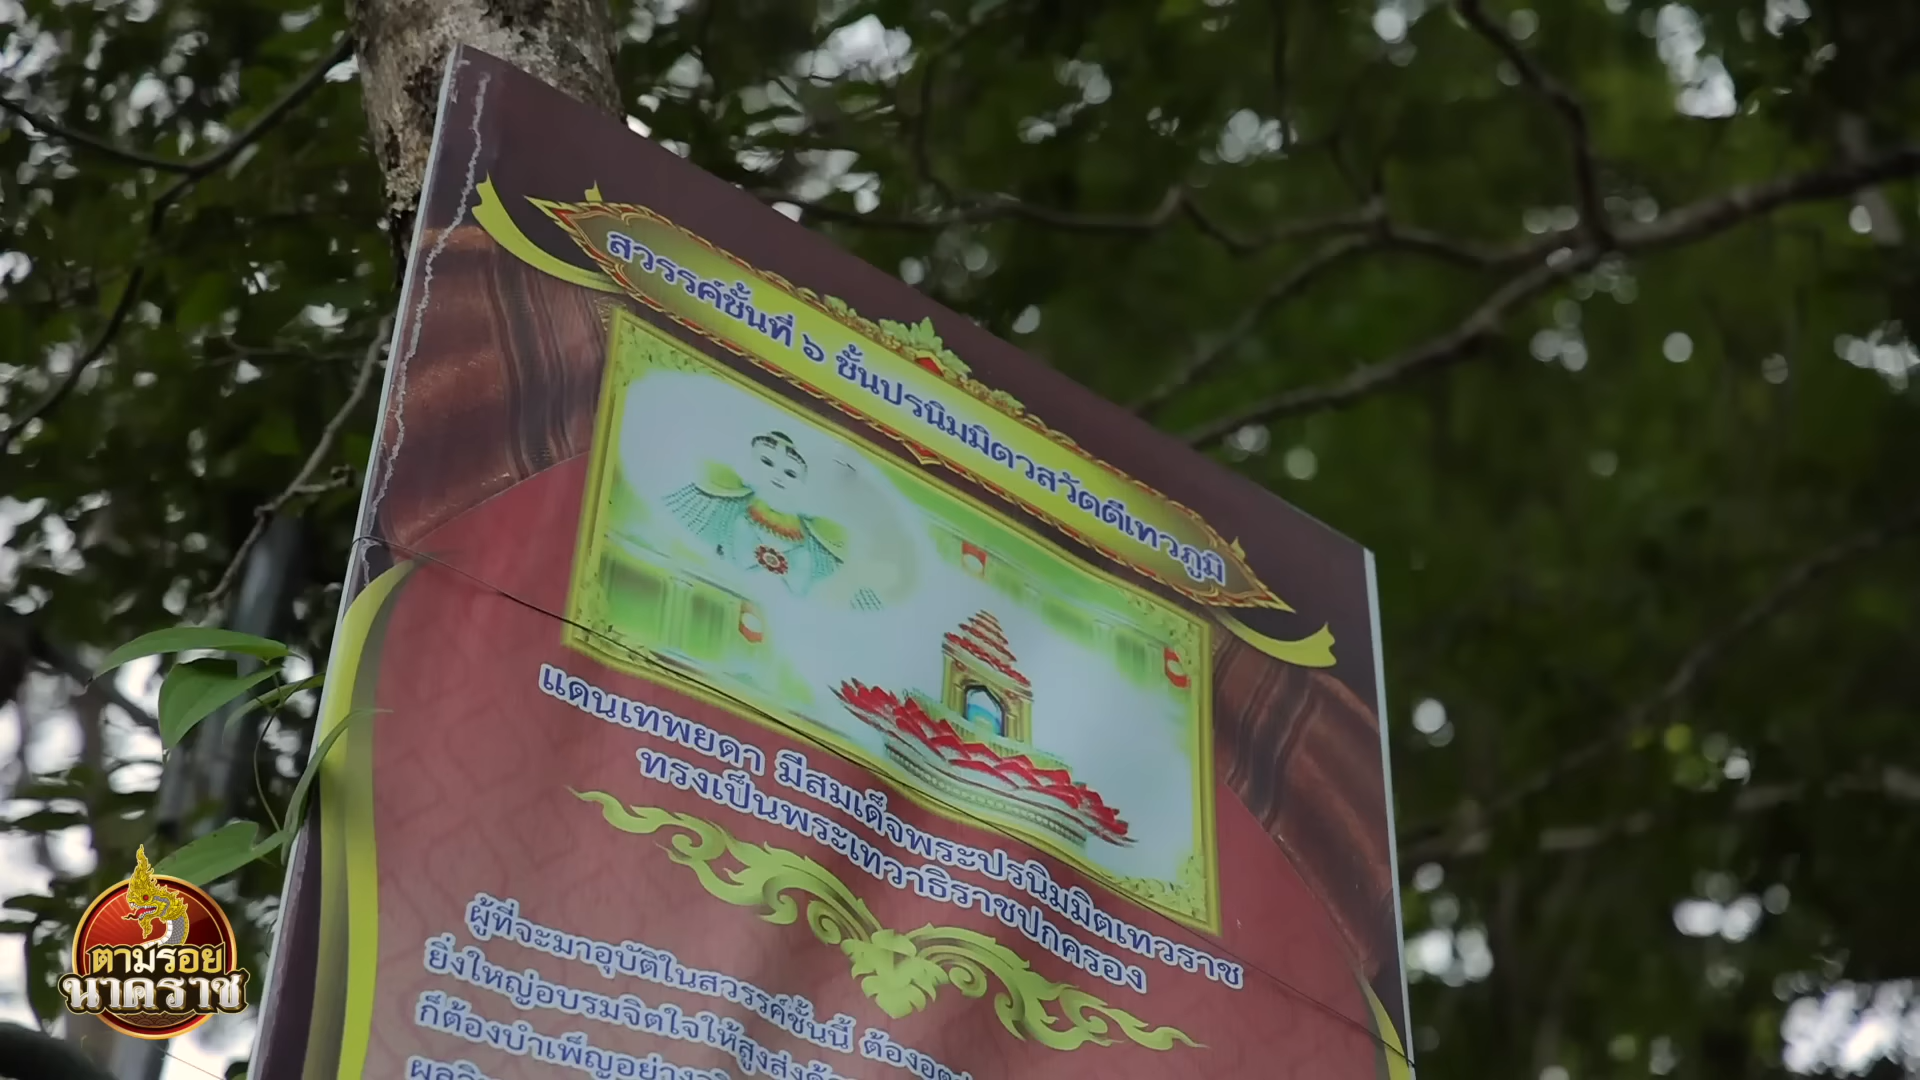 สวรรค์ชั้นที่ ๖ ชั้นปรนิมมิตวสวัตตีเทวภูมิ
แดนเทพยดา มีสมเด็จพระปรนิมมิตเทวราช
ทรงเป็นพระเทวาธิราชปกครอง
ผู้ที่จะมาอุบัติในสวรรค์ชั้นนี้ ต้อง
ยิ่งใหญ่อบรมจิตใจให้สูงส่ง
ก็ต้องบำเพ็ญอย่าง
ตามรอย
นาคราช